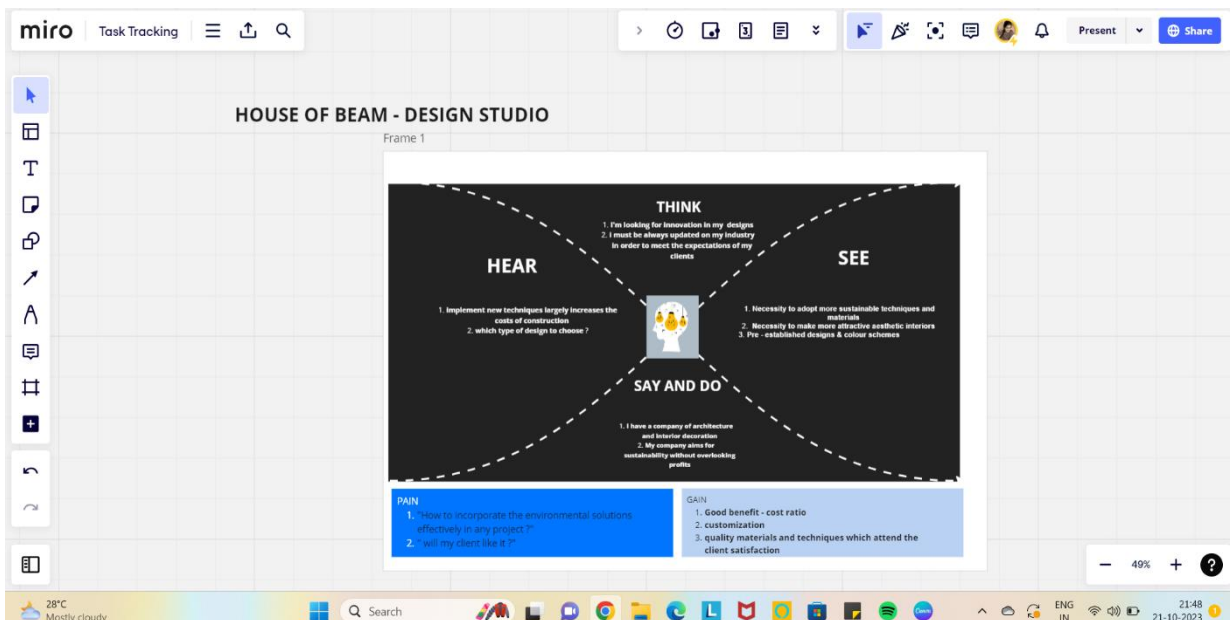 miro
Task Tracking
3
Present
Share
HOUSE OF BEAM - DESIGN STUDIO
Frame 1
THINK
1. I'm looking for Innovation in my designs
2. I must be always updated on my industry
in order to meet the expectations of my
clients
HEAR
1. Implement new techniques largely increases the
costs of construction
2. which type of design to choose ?
SEE
1. Necessity to adopt more sustainable techniques and
materials
2. Necessity to make more attractive aesthetic interiors
3. Pre - established designs & colour schemes
SAY AND DO
1. I have a company of architecture
and Interior decoration
2. My company aims for
sustainability without overlooking
profits
PAIN
1. "How to incorporate the environmental solutions
effectively in any project ?"
2. " will my client like it ?"
GAIN
1. Good benefit - cost ratio
2. customization
3. quality materials and techniques which attend the
client satisfaction
49%
?
28°C
Mostly cloudy
Search
L
ENG
IN
21:48
21-10-2023
1